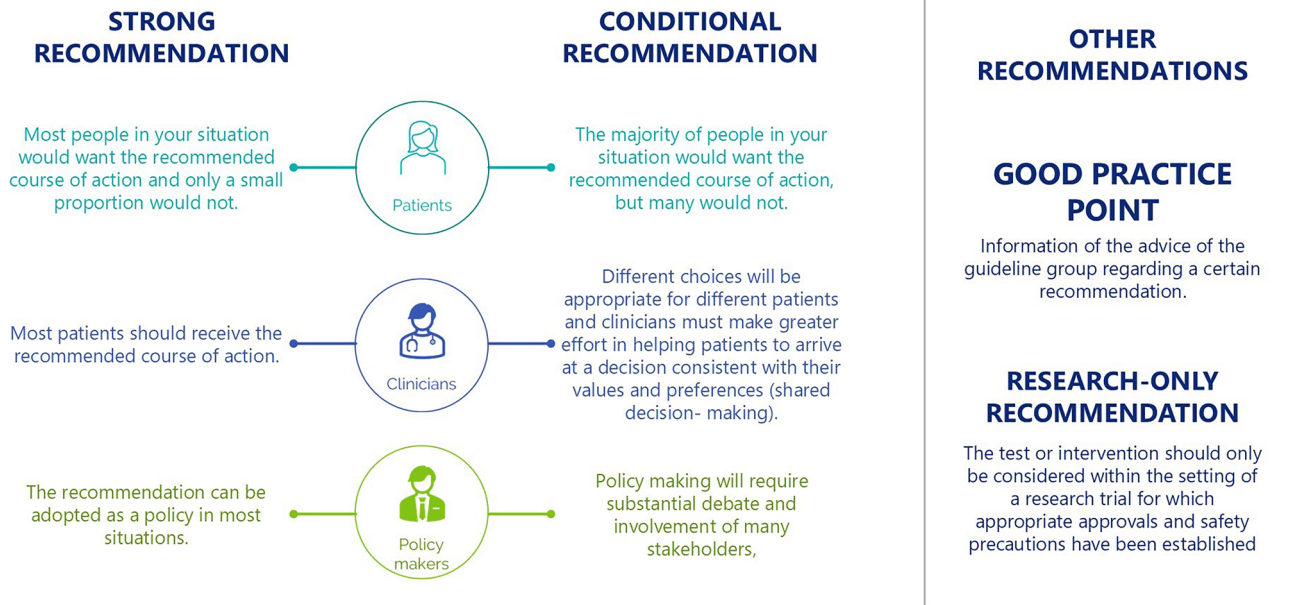 STRONG
RECOMMENDATION
CONDITIONAL
RECOMMENDATION
Most people in your situation
would want the recommended
course of action and only a small
proportion would not.
Patients
The majority of people in your
situation would want the
recommended course of action,
but many would not.
Most patients should receive the
recommended course of action.
Clinicians
Different choices will be
appropriate for different patients
and clinicians must make greater
effort in helping patients to arrive
at a decision consistent with their
values and preferences (shared
decision- making).
The recommendation can be
adopted as a policy in most
situations.
Policy
makers
Policy making will require
substantial debate and
involvement of many
stakeholders,
OTHER
RECOMMENDATIONS
GOOD PRACTICE
POINT
Information of the advice of the
guideline group regarding a certain
recommendation.
RESEARCH-ONLY
RECOMMENDATION
The test or intervention should only
be considered within the setting of
a research trial for which
appropriate approvals and safety
precautions have been established